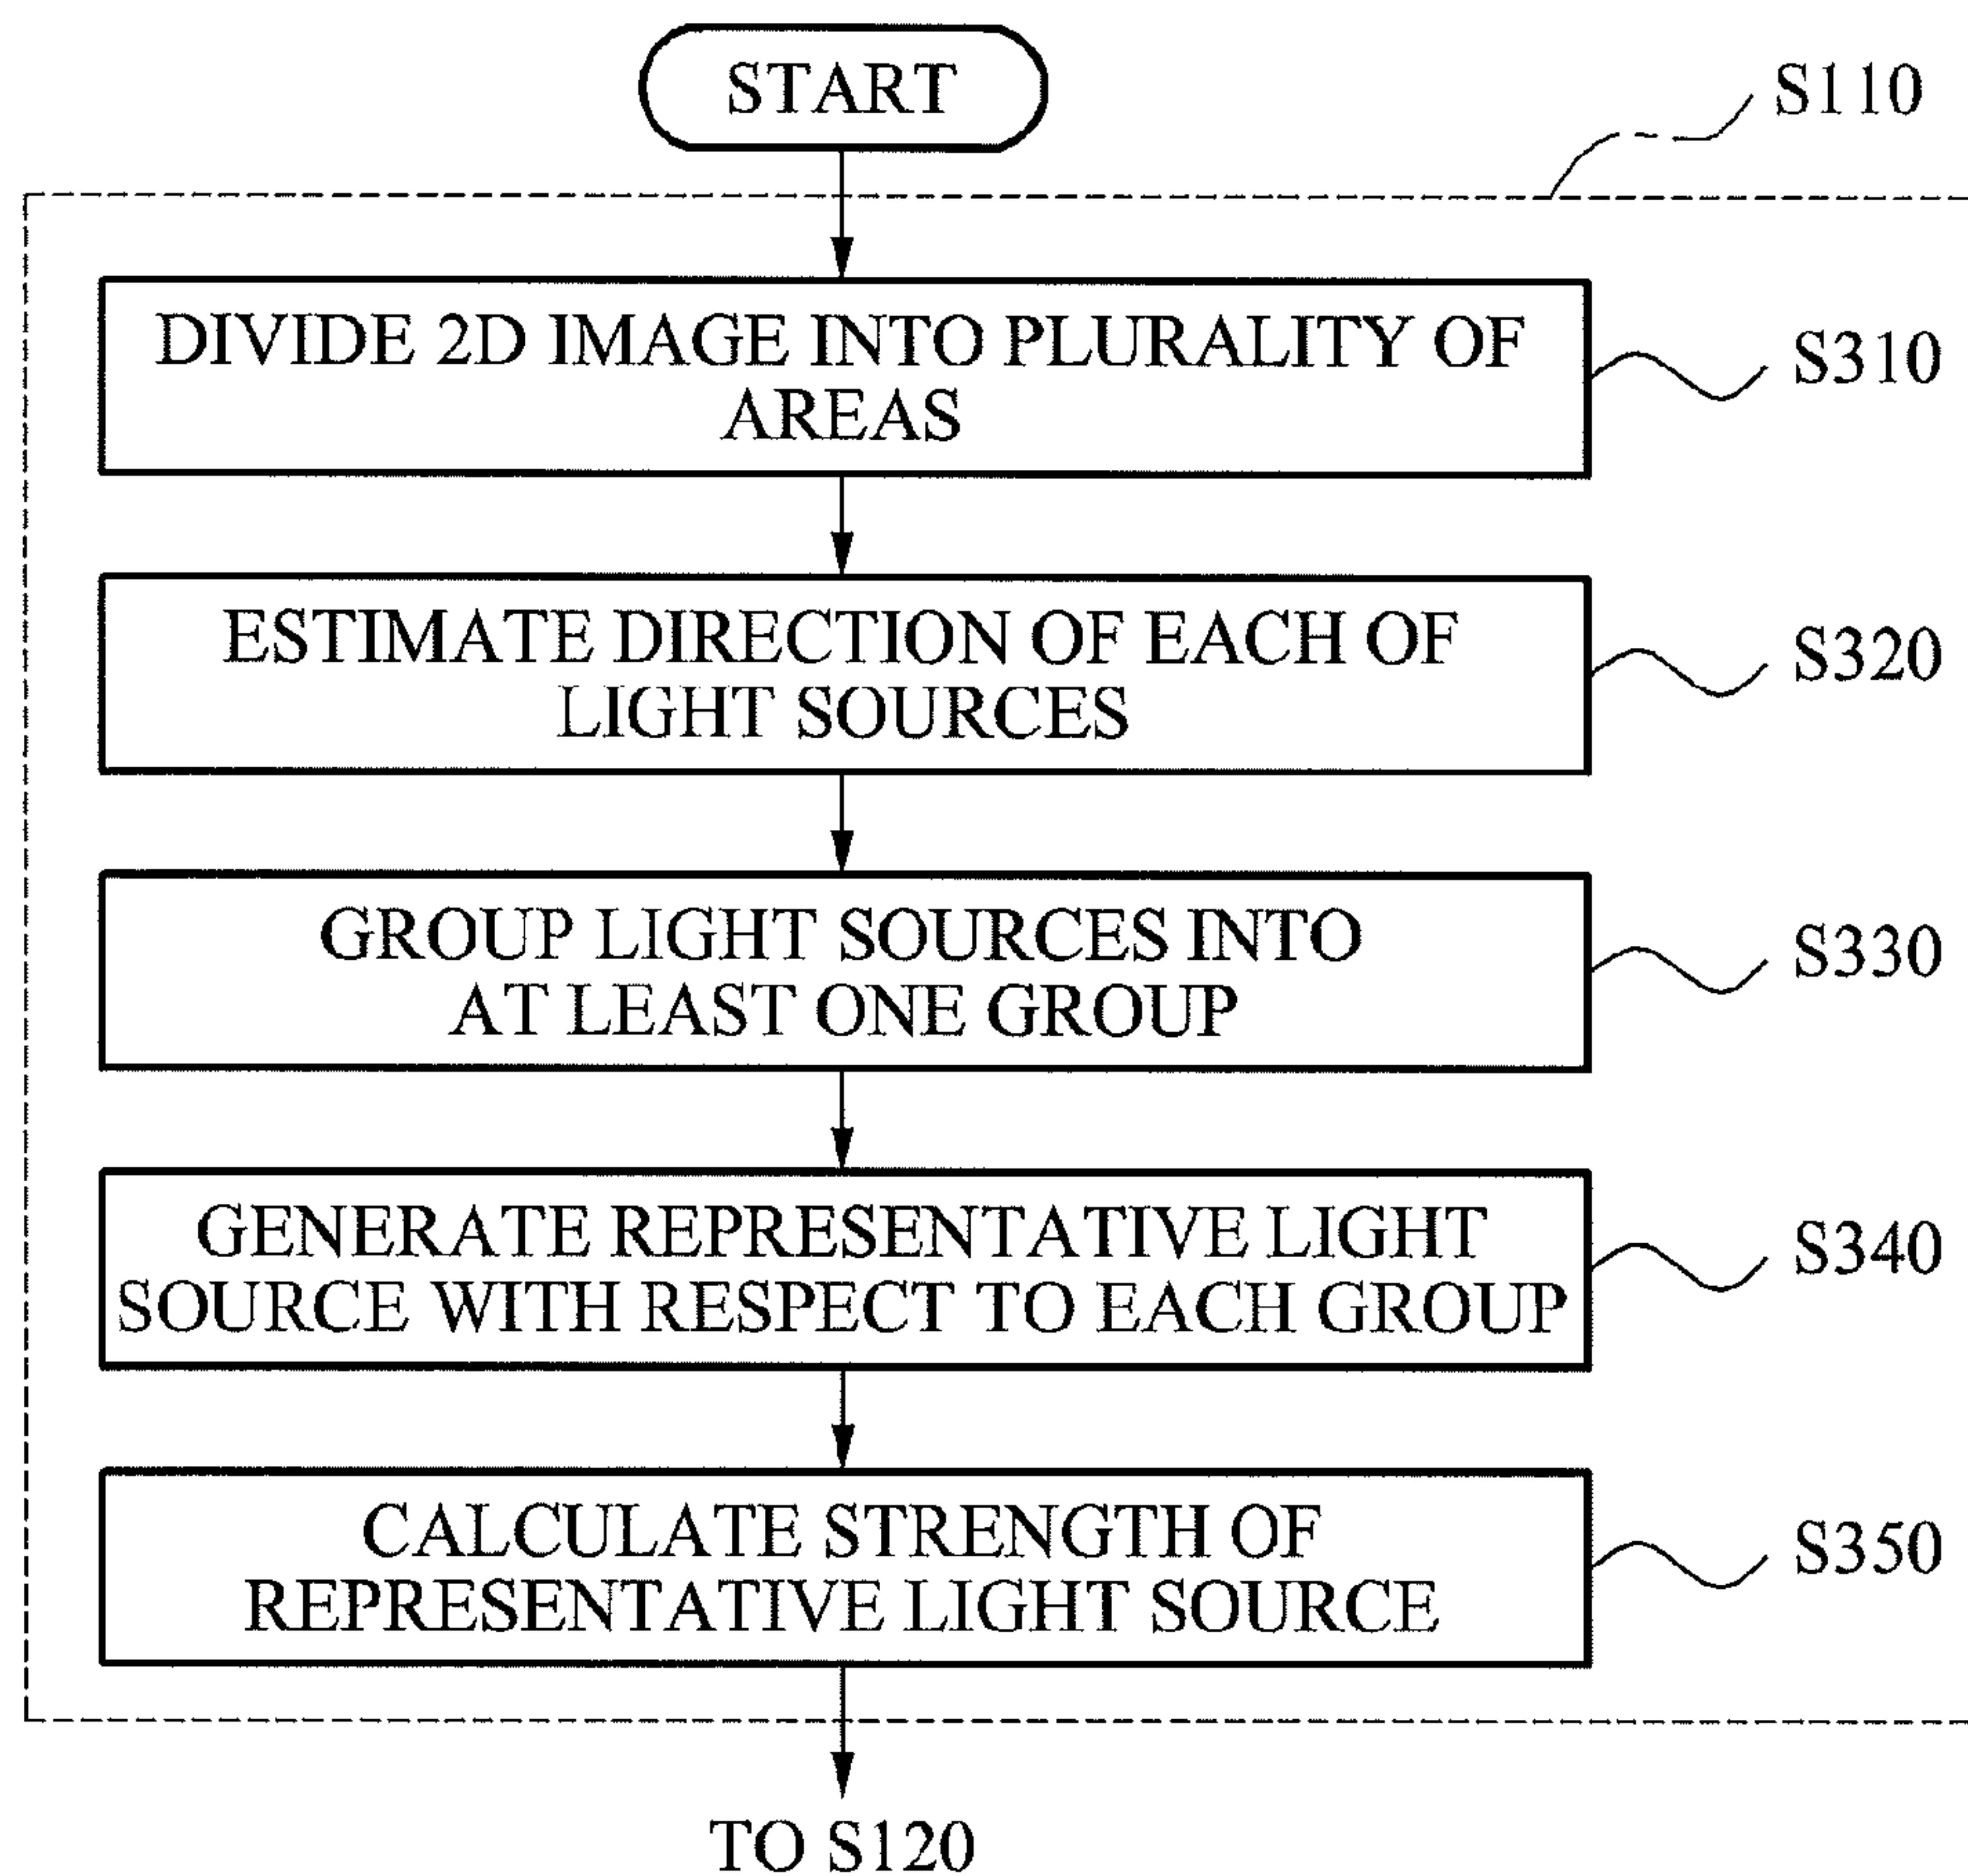 START
S110
DIVIDE 2D IMAGE INTO PLURALITY OF
AREAS
S310
ESTIMATE DIRECTION OF EACH OF
LIGHT SOURCES
S320
GROUP LIGHT SOURCES INTO
AT LEAST ONE GROUP
S330
GENERATE REPRESENTATIVE LIGHT
SOURCE WITH RESPECT TO EACH GROUP
S340
CALCULATE STRENGTH OF
REPRESENTATIVE LIGHT SOURCE
S350
TO S120